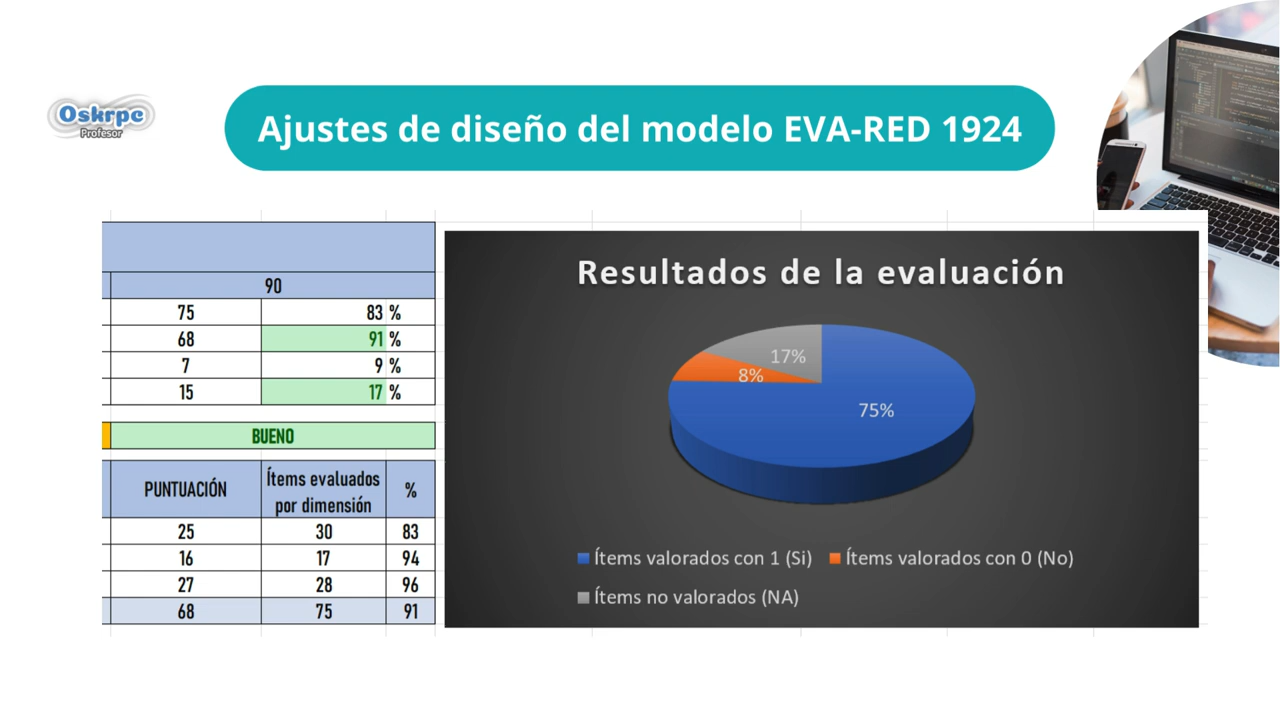 Oskrpc
Profesor
Ajustes de diseño del modelo EVA-RED 1924
90
75 83 %
68 91 %
7 9 %
15 17 %
BUENO
PUNTUACIÓN Ítems evaluados por dimensión %
25 30 83
16 17 94
27 28 96
68 75 91
Resultados de la evaluación
17%
8%
75%
Ítems valorados con 1 (Si) Ítems valorados con 0 (No)
Ítems no valorados (NA)